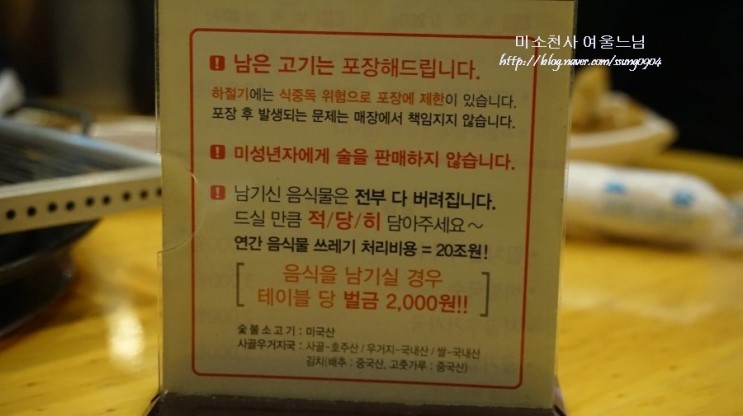 미소천사 여울느님
http://blog.naver.com/sung0904
남은 고기는 포장해드립니다.
하절기에는 식중독 위험으로 포장에 제한이 있습니다.
포장 후 발생되는 문제는 매장에서 책임지지 않습니다.
미성년자에게 술을 판매하지 않습니다.
남기신 음식물은 전부 다 버려집니다.
드실 만큼 적/당/히 담아주세요~
연간 음식물 쓰레기 처리비용 = 20조원!
음식을 남기실 경우
테이블 당 벌금 2,000원!!
숯불소고기 : 미국산
사골우거지국 : 사골-호주산 / 우거지-국내산 / 쌀-국내산
김치(배추 : 중국산, 고춧가루 : 중국산)